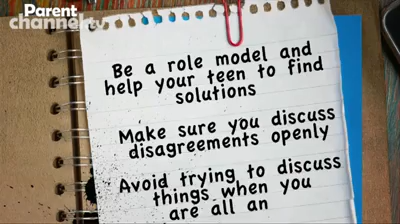 Parent
channel.tv
Be a role model and
help your teen to find
solutions
Make sure you discuss
disagreements openly
Avoid trying to discuss
things when you
are all an